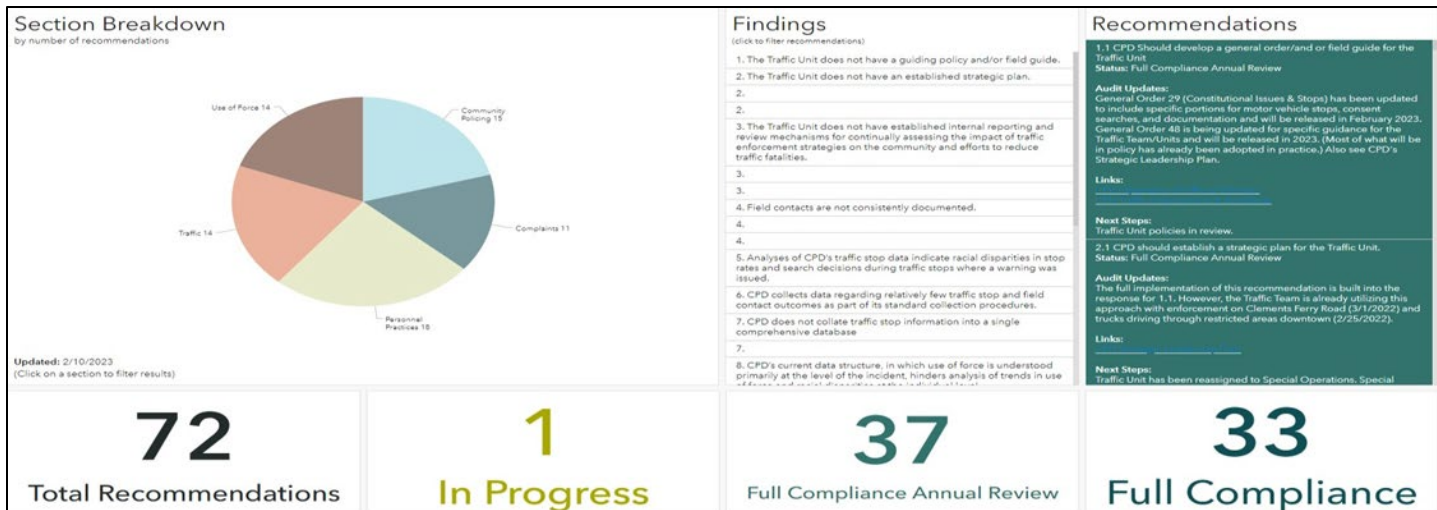 Section Breakdown
by number of recommendations
Use of Force 14
Community
Policing 15
Traffic 14
Complaints 11
Personnel
Practices 18
Updated: 2/10/2023
(Click on a section to filter results)
Findings
(click to filter recommendations)
1. The Traffic Unit does not have a guiding policy and/or field guide.
2. The Traffic Unit does not have an established strategic plan.
2.
2.
3. The Traffic Unit does not have established internal reporting and
review mechanisms for continually assessing the impact of traffic
enforcement strategies on the community and efforts to reduce
traffic fatalities.
3.
3.
4. Field contacts are not consistently documented.
4.
4.
5. Analyses of CPD's traffic stop data indicate racial disparities in stop
rates and search decisions during traffic stops where a warning was
issued.
6. CPD collects data regarding relatively few traffic stop and field
contact outcomes as part of its standard collection procedures.
7. CPD does not collate traffic stop information into a single
comprehensive database
7.
8. CPD's current data structure, in which use of force is understood
primarily at the level of the incident, hinders analysis of trends in use
of force and racial disparities at the individual level
Recommendations
1.1 CPD Should develop a general order/and or field guide for the
Traffic Unit
Status: Full Compliance Annual Review
Audit Updates:
General Order 29 (Constitutional Issues & Stops) has been updated
to include specific portions for motor vehicle stops, consent
searches, and documentation and will be released in February 2023.
General Order 48 is being updated for specific guidance for the
Traffic Team/Units and will be released in 2023. (Most of what will be
in policy has already been adopted in practice.) Also see CPD's
Strategic Leadership Plan.
Links:
Next Steps:
Traffic Unit policies in review.
2.1 CPD should establish a strategic plan for the Traffic Unit.
Status: Full Compliance Annual Review
Audit Updates:
The full implementation of this recommendation is built into the
response for 1.1. However, the Traffic Team is already utilizing this
approach with enforcement on Clements Ferry Road (3/1/2022) and
trucks driving through restricted areas downtown (2/25/2022).
Links:
Next Steps:
Traffic Unit has been reassigned to Special Operations. Special
72
Total Recommendations
1
In Progress
37
Full Compliance Annual Review
33
Full Compliance